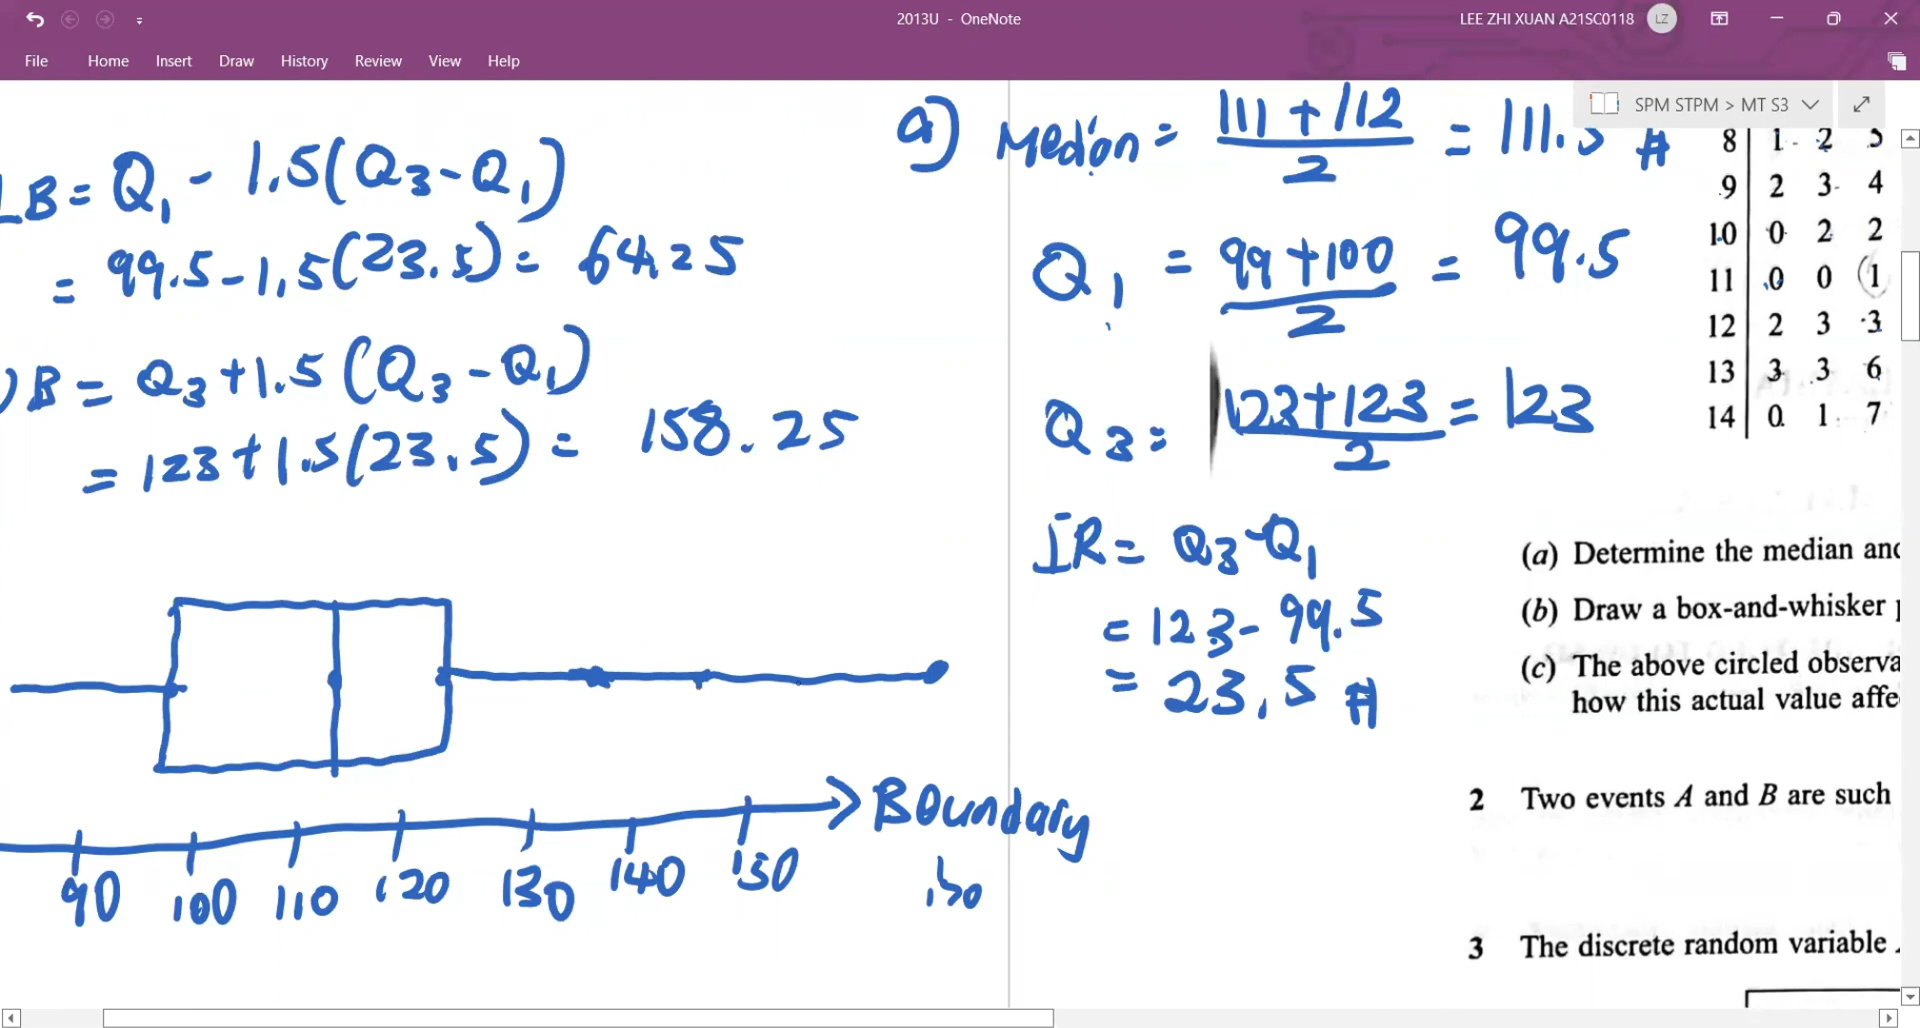 2013U - OneNote
LEE ZHI XUAN A21SC0118
LZ
File Home Insert Draw History Review View Help
SPM STPM > MT S3
LB = Q1 - 1.5(Q3-Q1)
= 99.5-1.5(23.5) = 64.25
UB = Q3+1.5(Q3-Q1)
= 123+1.5(23.5) = 158.25
90 100 110 120 130 140 150
Boundary
a) Median = 111+112 / 2 = 111.5 #
Q1 = 99+100 / 2 = 99.5
Q3 = 123+123 / 2 = 123
IR = Q3-Q1
= 123-99.5
= 23.5 #
8 | 1 2 5
9 | 2 3 4
10 | 0 2 2
11 | 0 0 1
12 | 2 3 3
13 | 3 3 6
14 | 0 1 7
(a) Determine the median and
(b) Draw a box-and-whisker
(c) The above circled observa
how this actual value affe
2 Two events A and B are such
3 The discrete random variable